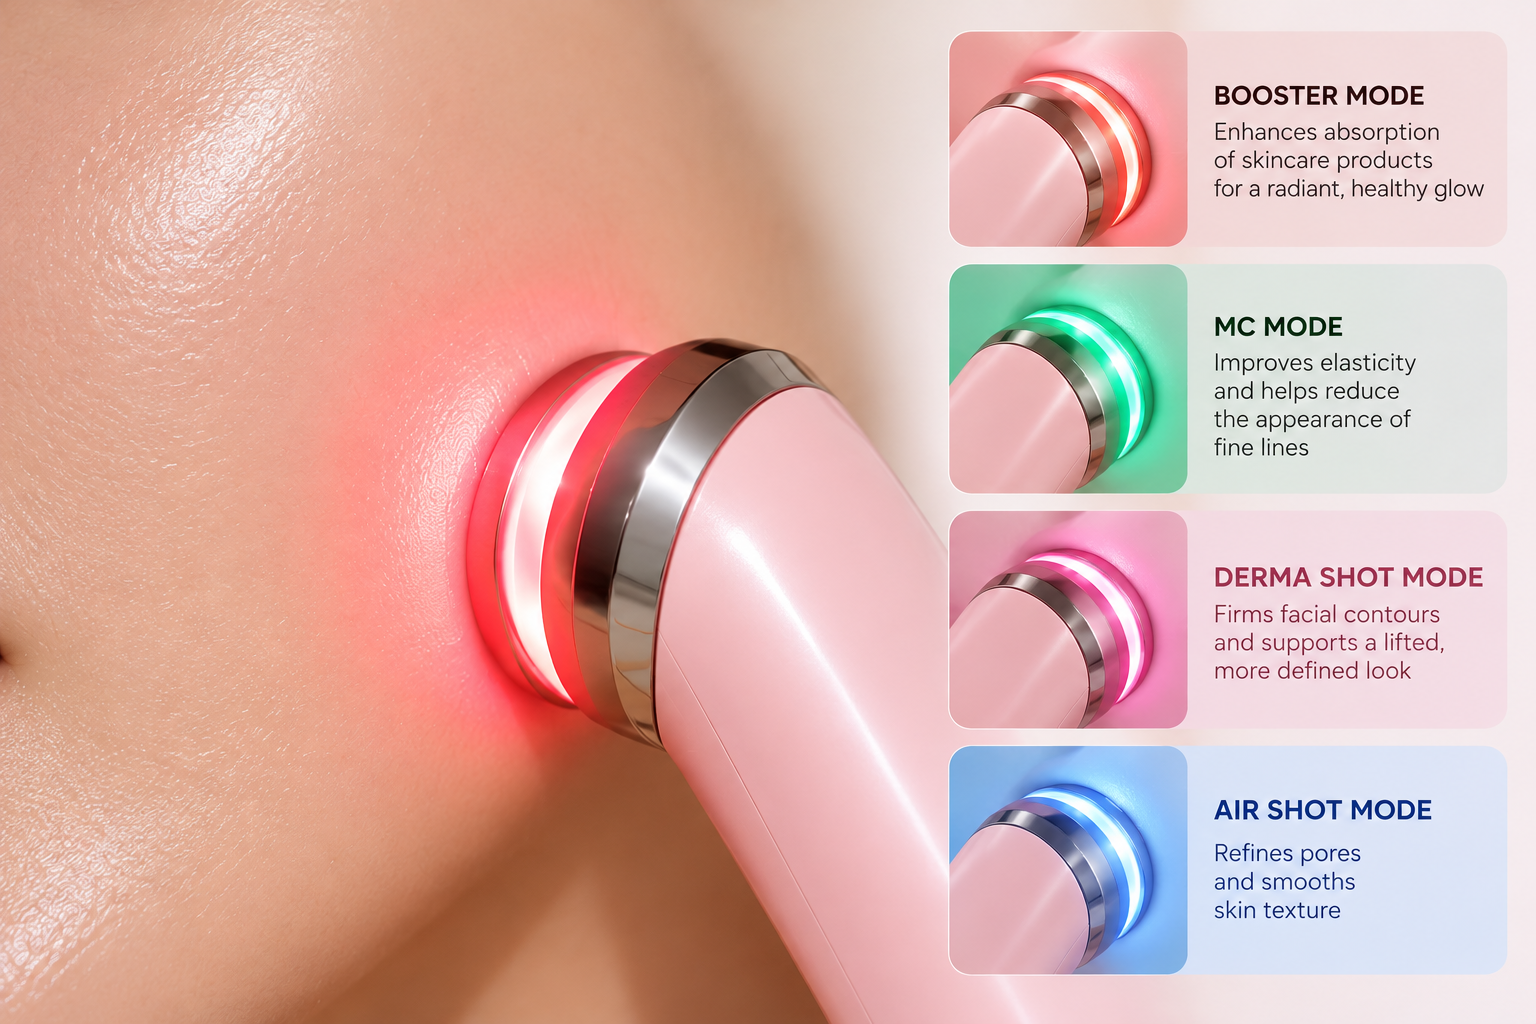 BOOSTER MODE
Enhances absorption
of skincare products
for a radiant, healthy glow
MC MODE
Improves elasticity
and helps reduce
the appearance of
fine lines
DERMA SHOT MODE
Firms facial contours
and supports a lifted,
more defined look
AIR SHOT MODE
Refines pores
and smooths
skin texture